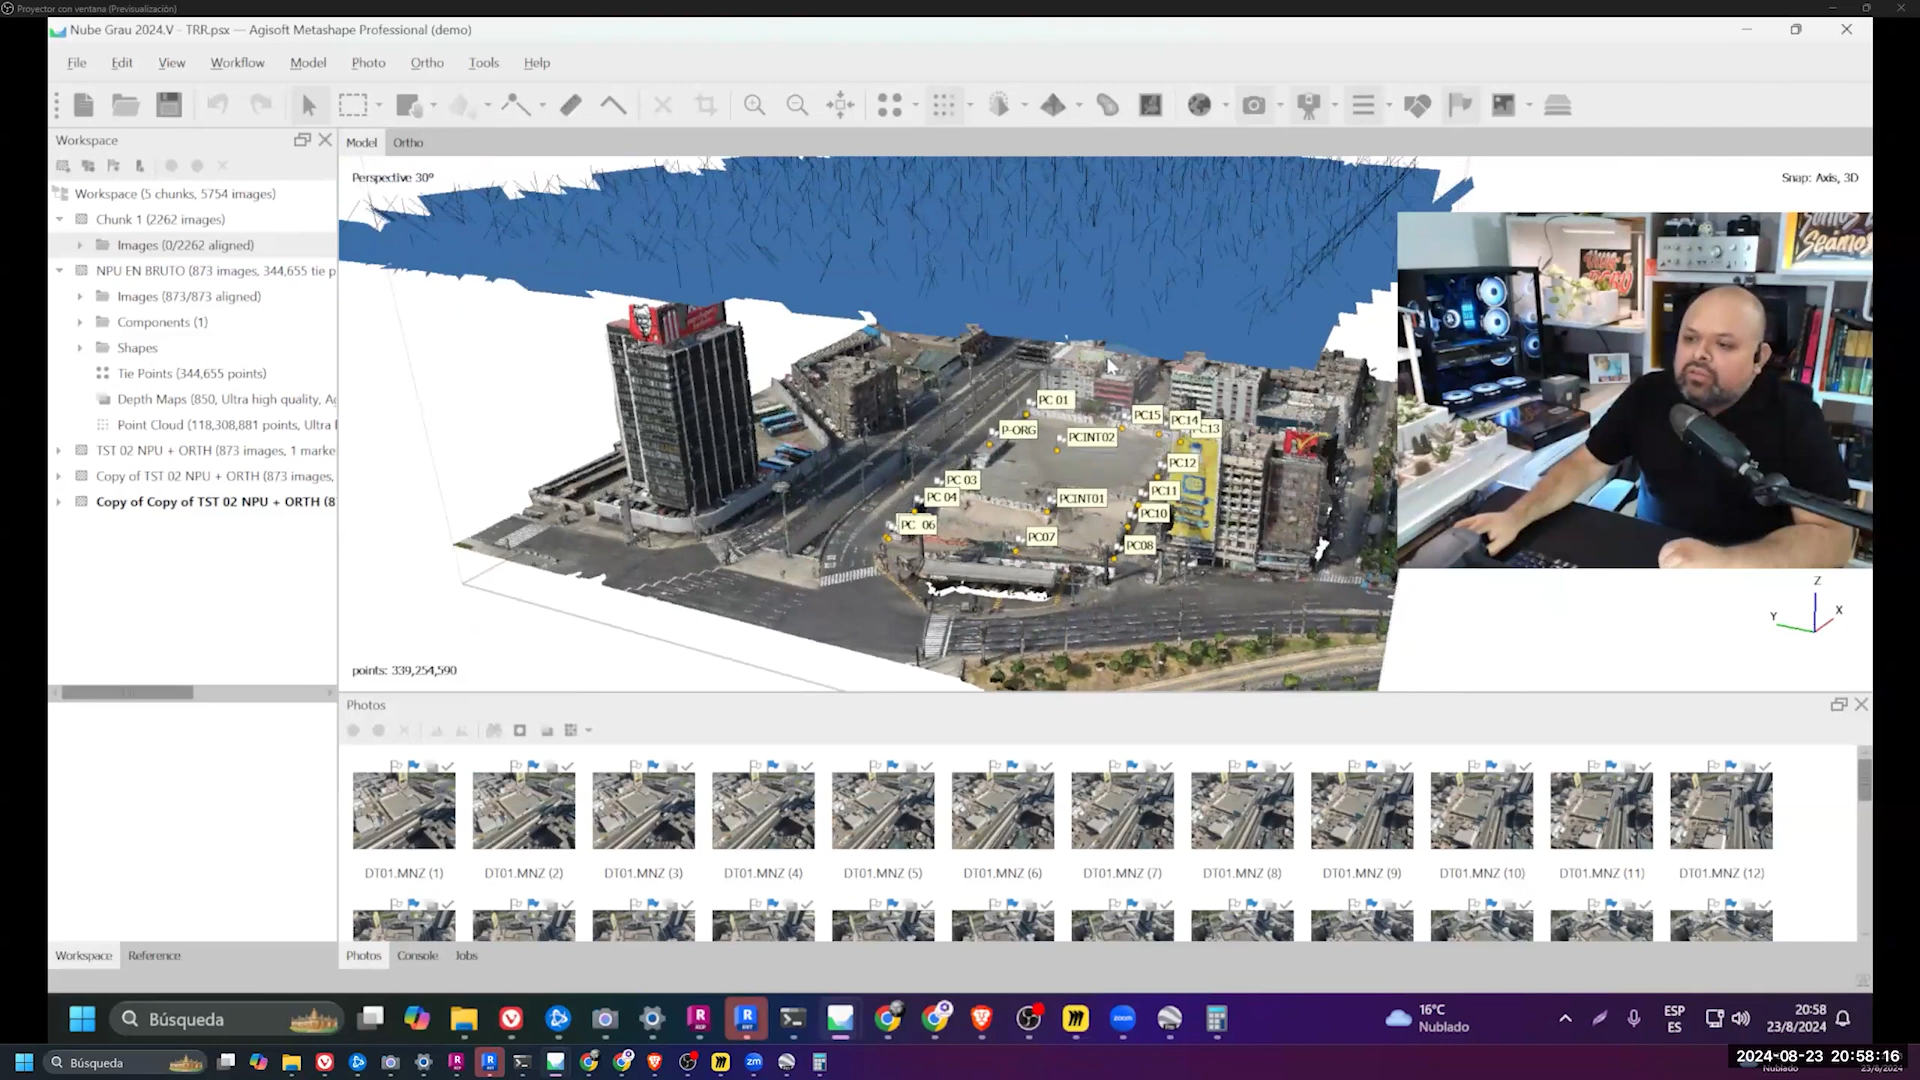 Proyector con ventana (Previsualización)
Nube Grau 2024.V - TRR.psx — Agisoft Metashape Professional (demo)
File Edit View Workflow Model Photo Ortho Tools Help
Workspace
Model Ortho
Perspective 30°
Snap: Axis, 3D
Workspace (5 chunks, 5754 images)
Chunk 1 (2262 images)
Images (0/2262 aligned)
NPU EN BRUTO (873 images, 344,655 tie p
Images (873/873 aligned)
Components (1)
Shapes
Tie Points (344,655 points)
Depth Maps (850, Ultra high quality, Ag
Point Cloud (118,308,881 points, Ultra
TST 02 NPU + ORTH (873 images, 1 marke
Copy of TST 02 NPU + ORTH (873 images,
Copy of Copy of TST 02 NPU + ORTH (8
PC 01
PC15
PC14
PC13
P-ORG
PCINT02
PC12
PC 03
PC 04
PCINT01
PC11
PC10
PC 06
PC07
PC08
Z
Y
X
points: 339,254,590
Photos
DT01.MNZ (1) DT01.MNZ (2) DT01.MNZ (3) DT01.MNZ (4) DT01.MNZ (5) DT01.MNZ (6) DT01.MNZ (7) DT01.MNZ (8) DT01.MNZ (9) DT01.MNZ (10) DT01.MNZ (11) DT01.MNZ (12)
Workspace Reference
Photos Console Jobs
Búsqueda
zoom
16°C
Nublado
ESP
ES
20:58
23/8/2024
Búsqueda
zm
2024-08-23 20:58:16
Nublado
23/8/2024